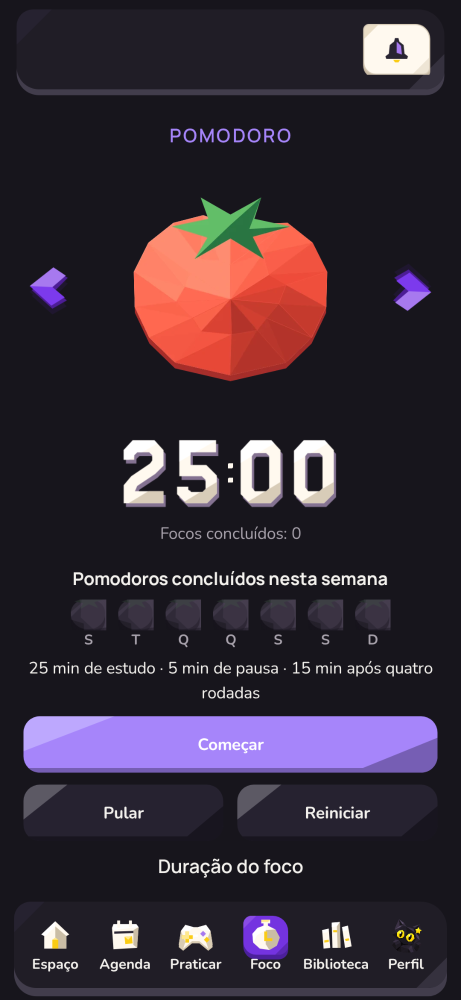 POMODORO
25:00
Focos concluídos: 0
Pomodoros concluídos nesta semana
S T Q Q S S D
25 min de estudo · 5 min de pausa · 15 min após quatro
rodadas
Começar
Pular Reiniciar
Duração do foco
Espaço Agenda Praticar Foco Biblioteca Perfil